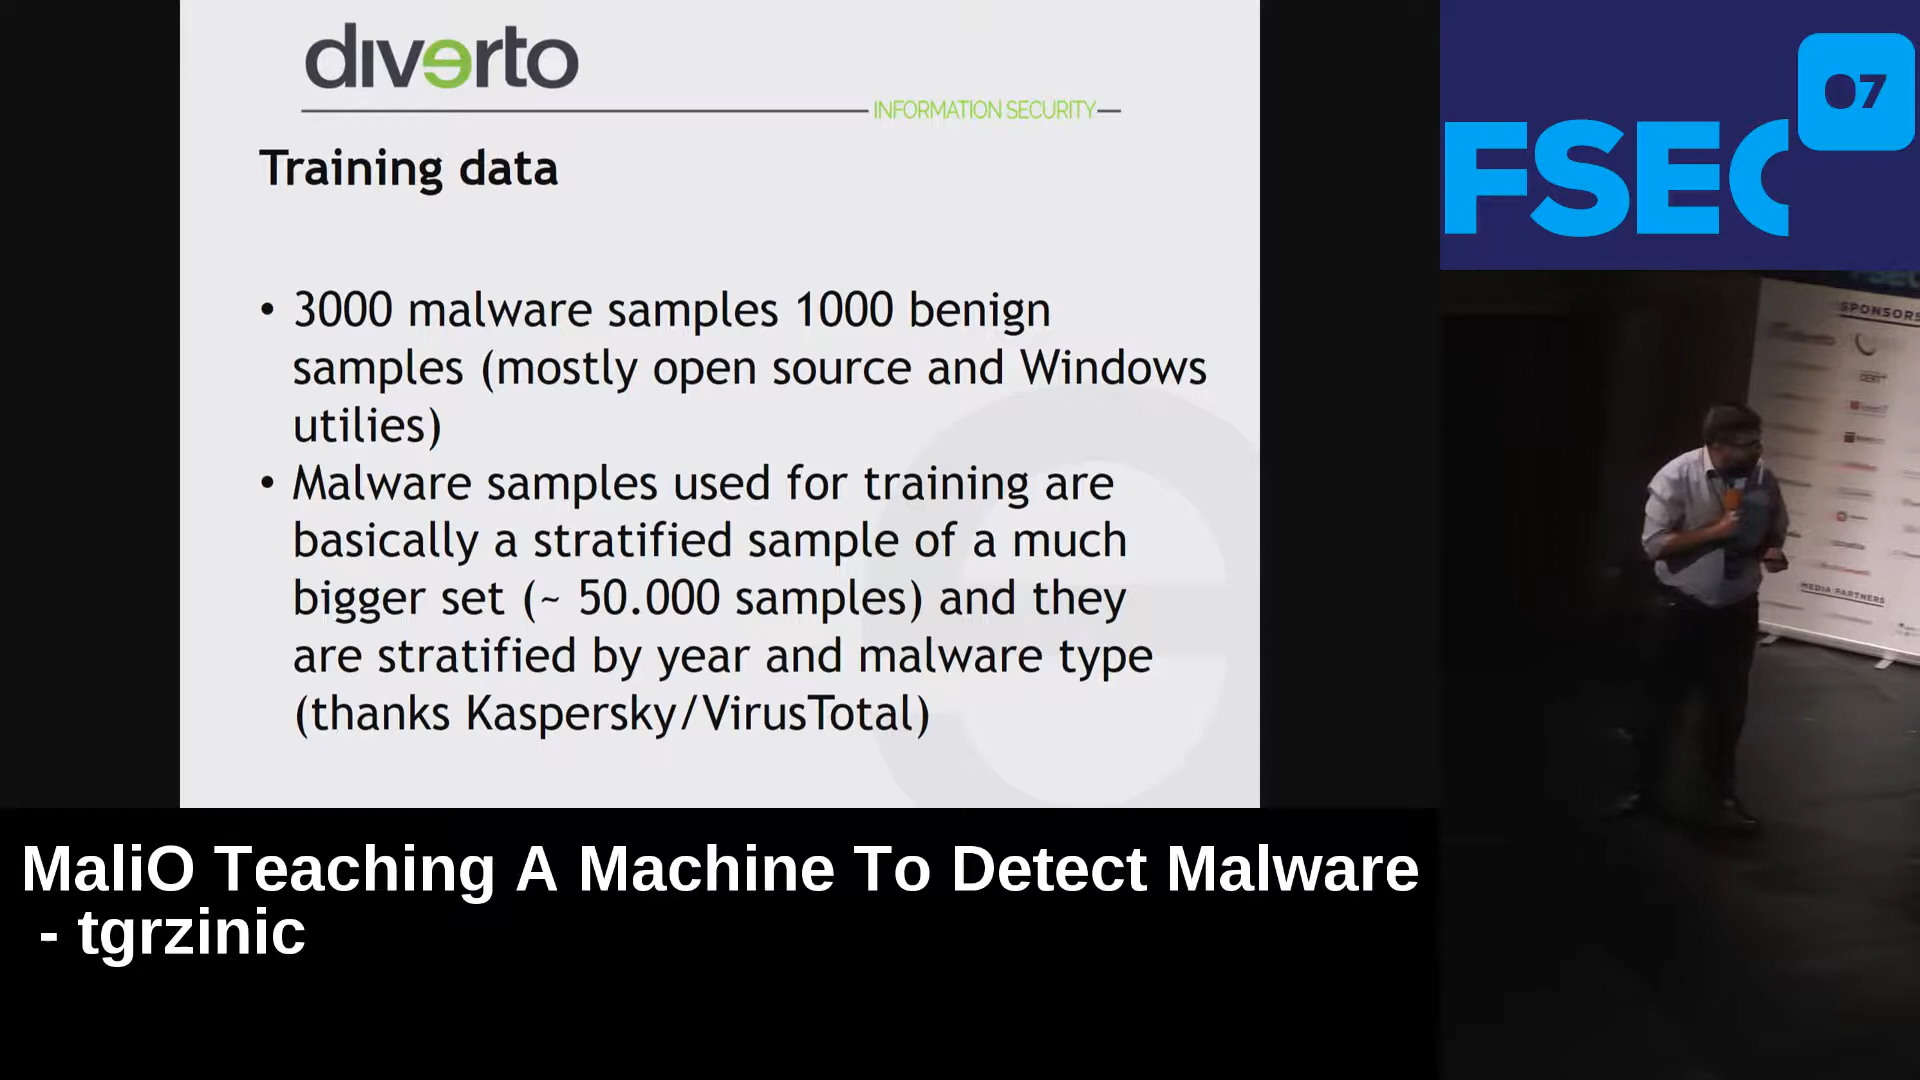 diverto
INFORMATION SECURITY
Training data
• 3000 malware samples 1000 benign
samples (mostly open source and Windows
utilies)
• Malware samples used for training are
basically a stratified sample of a much
bigger set (~ 50.000 samples) and they
are stratified by year and malware type
(thanks Kaspersky/VirusTotal)
07
FSEC
SPONSORS
MEDIA PARTNERS
MaliO Teaching A Machine To Detect Malware
- tgrzinic